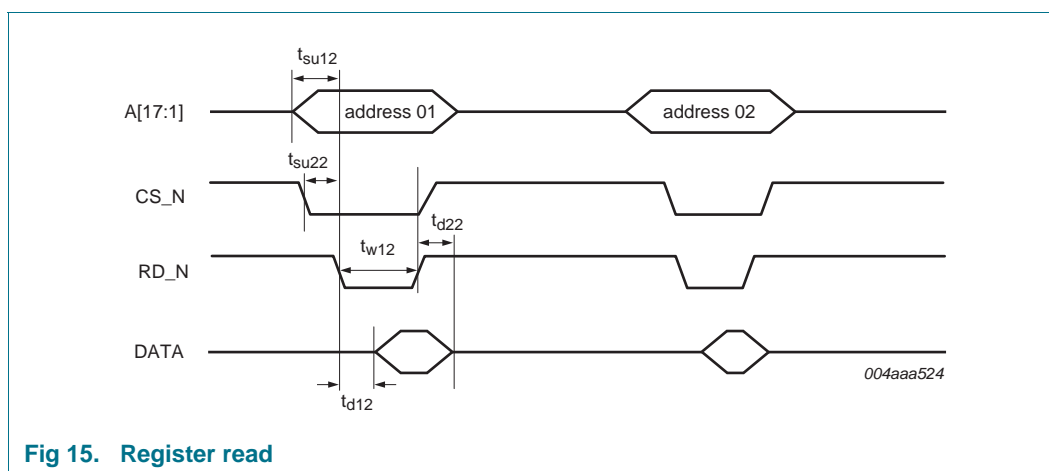 tsu12
A[17:1]
address 01
address 02
tsu22
CS_N
td22
tw12
RD_N
DATA
004aaa524
td12
Fig 15. Register read